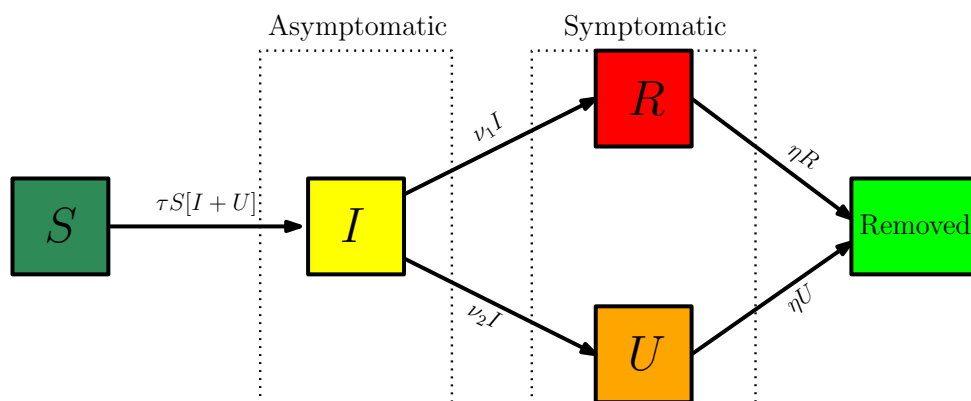 Asymptomatic
Symptomatic
S
τS[I + U]
I
ν₁I
ν₂I
R
U
ηR
ηU
Removed